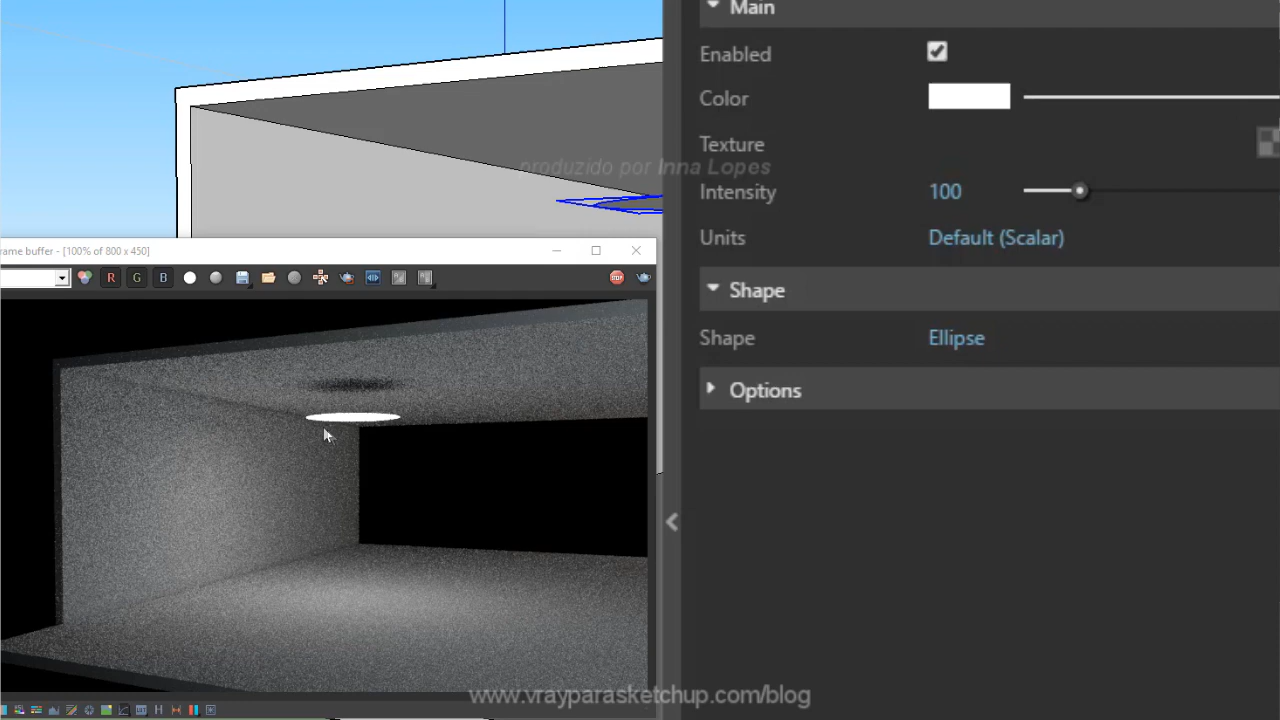 Main
Enabled
Color
Texture
produzido por Inna Lopes
Intensity 100
Units Default (Scalar)
rame buffer - [100% of 800 x 450]
R G B
STOP
Shape
Shape Ellipse
Options
www.vrayparasketchup.com/blog
H